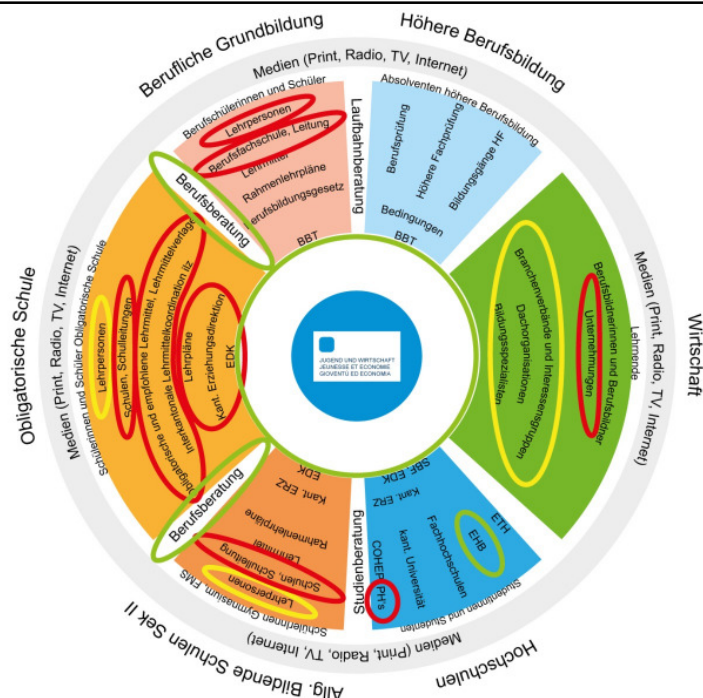 Berufliche Grundbildung
Medien (Print, Radio, TV, Internet)
Berufsschülerinnen und Schüler
Lehrpersonen
Berufsfachschule, Leitung
Lehrmittel
Rahmenlehrpläne
Berufsbildungsgesetz
BBT
Laufbahnberatung
Höhere Berufsbildung
Absolventen höhere Berufsbildung
Berufsprüfung
Höhere Fachprüfung
Bildungsgänge HF
Bedingungen
BBT
Wirtschaft
Medien (Print, Radio, TV, Internet)
Lehrnende
Berufsbildnerinnen und Berufsbildner
Unternehmungen
Branchenverbände und Interessensgruppen
Dachorganisationen
Bildungsspezialisten
Hochschulen
Medien (Print, Radio, TV, Internet)
Studentinnen und Studenten
ETH
EHB
Fachhochschulen
kant. Universität
COHEP PH's
Kant. ERZ
SBF, EDK
Studienberatung
Allg. Bildende Schulen Sek II
Medien (Print, Radio, TV, Internet)
Schülerinnen Gymnasium, FMS
Lehrpersonen
Schulen, Schulleitung
Lehrmittel
Rahmenlehrpläne
Kant. ERZ
EDK
Berufsberatung
Obligatorische Schule
Medien (Print, Radio, TV, Internet)
Schülerinnen und Schüler Obligatorische Schule
Lehrpersonen
Schulen, Schulleitungen
Obligatorische und empfohlene Lehrmittel, Lehrmittelverlage
Interkantonale Lehrmittelkoordination ilz
Lehrpläne
Kant. Erziehungsdirektion
EDK
Berufsberatung
JUGEND UND WIRTSCHAFT
JEUNESSE ET ECONOMIE
GIOVENTÙ ED ECONOMIA